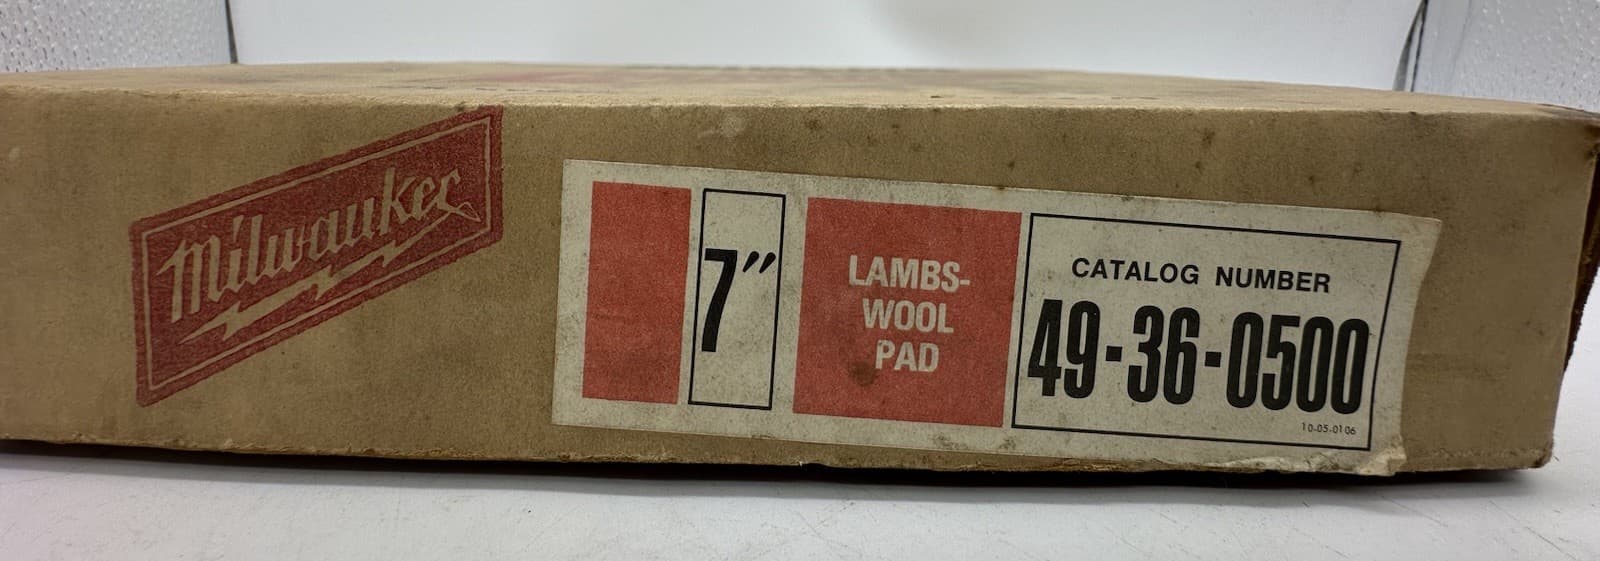 Milwaukee
7"
LAMBS-
WOOL
PAD
CATALOG NUMBER
49-36-0500
10-05-0106